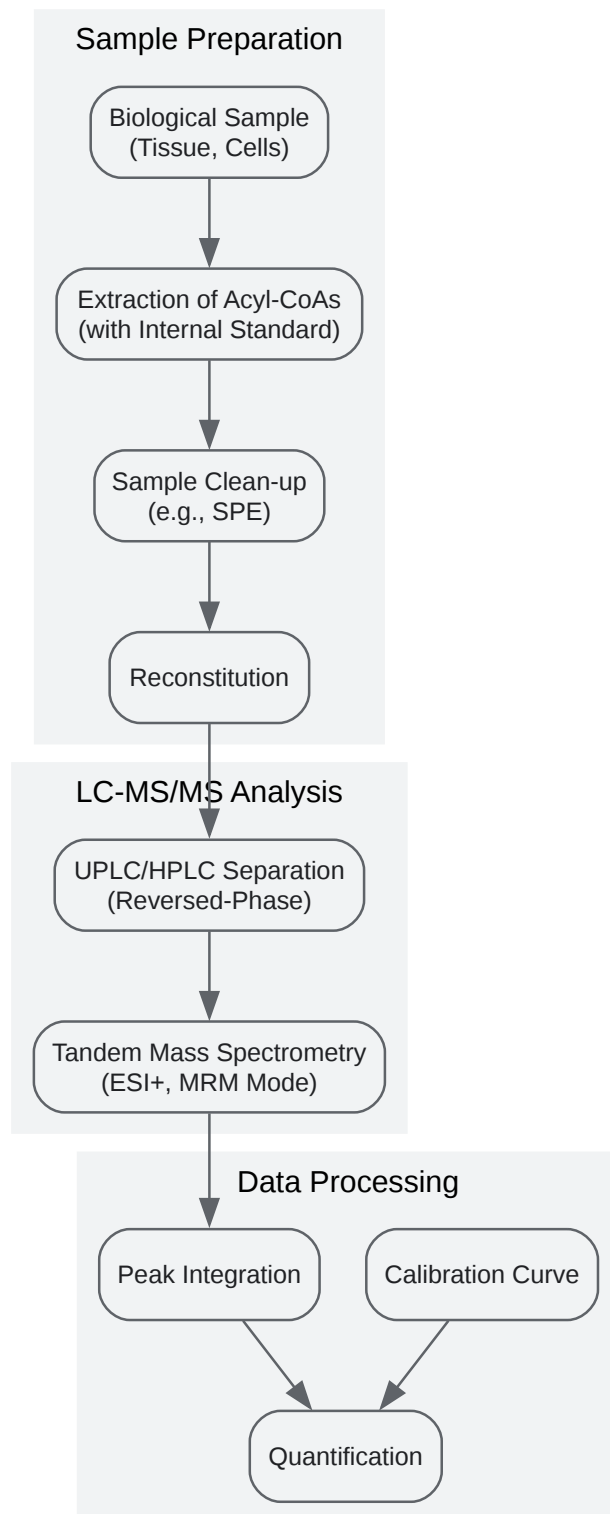 Sample Preparation
Biological Sample
(Tissue, Cells)
Extraction of Acyl-CoAs
(with Internal Standard)
Sample Clean-up
(e.g., SPE)
Reconstitution
LC-MS/MS Analysis
UPLC/HPLC Separation
(Reversed-Phase)
Tandem Mass Spectrometry
(ESI+, MRM Mode)
Data Processing
Peak Integration
Calibration Curve
Quantification